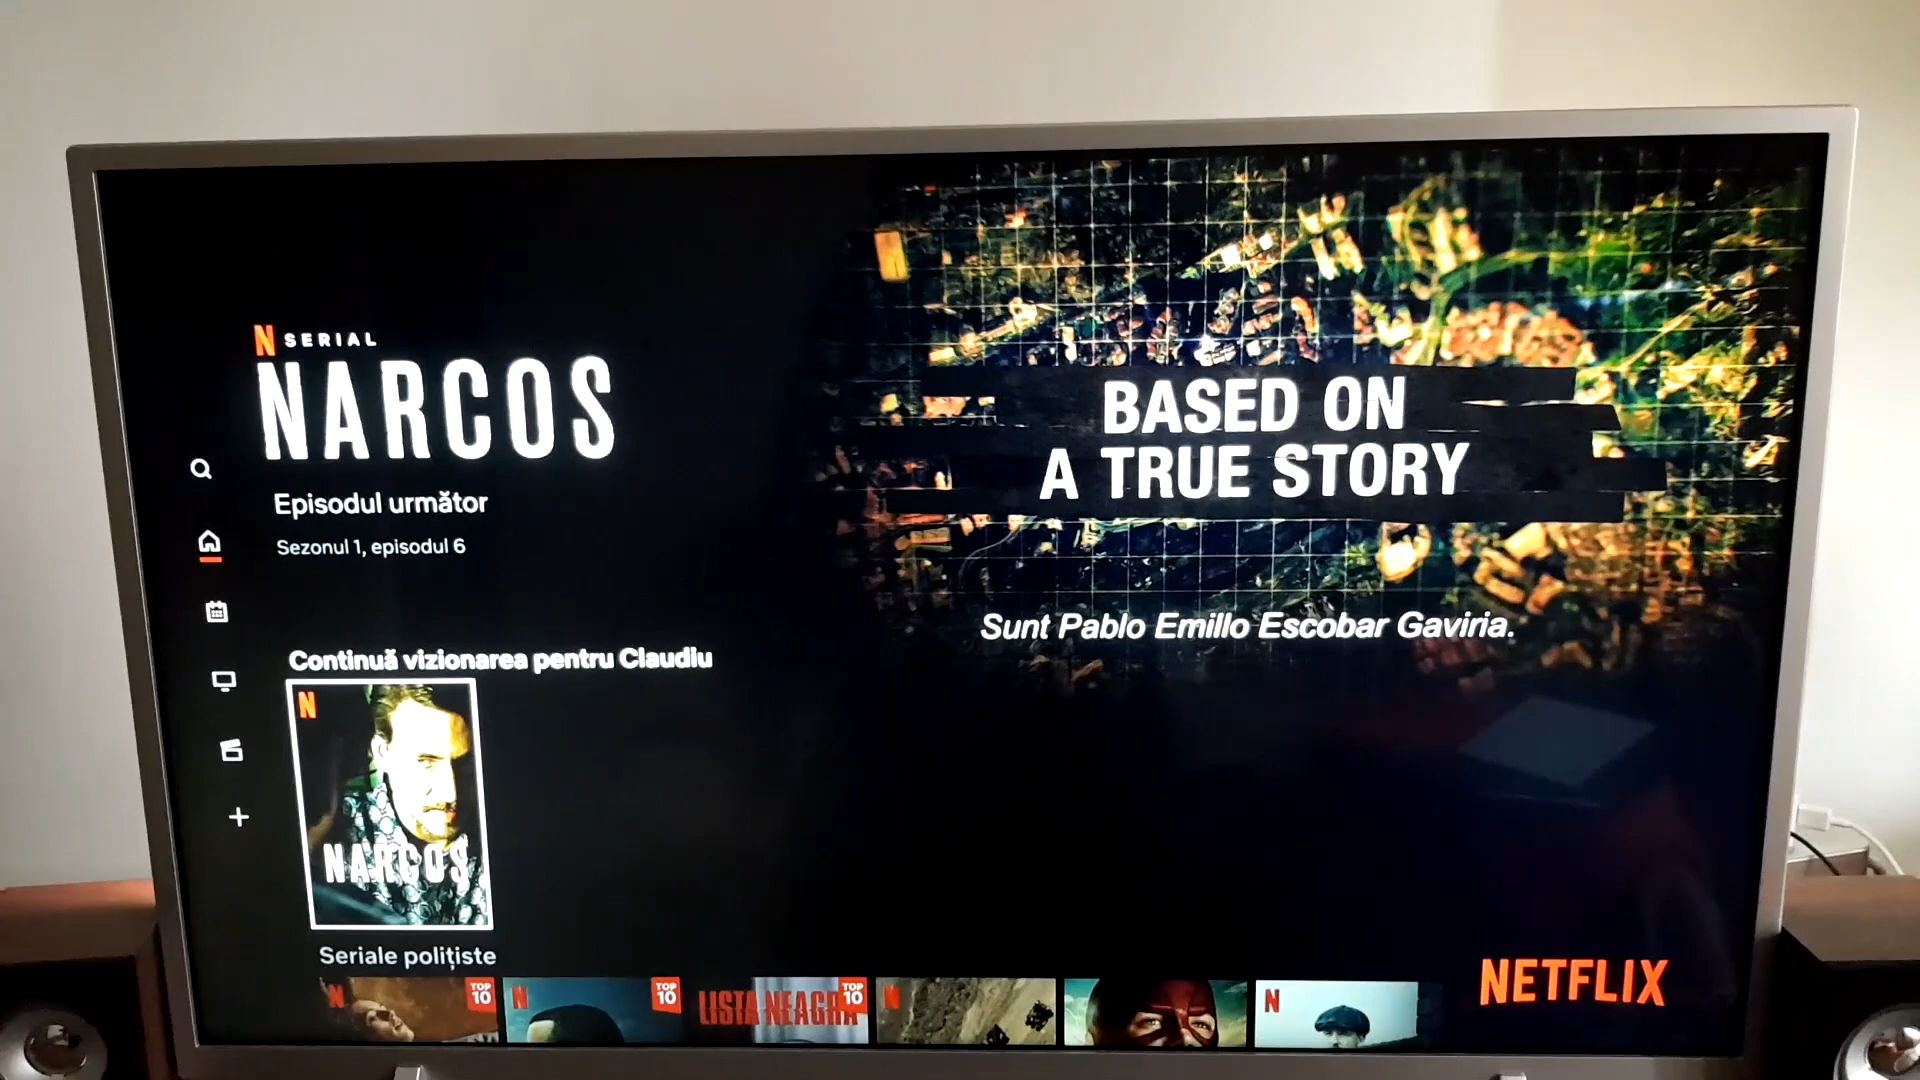 N SERIAL
NARCOS
Episodul următor
Sezonul 1, episodul 6
BASED ON
A TRUE STORY
Sunt Pablo Emilio Escobar Gaviria.
Continuă vizionarea pentru Claudiu
N
NARCOS
Seriale polițiste
N
TOP
10
N
TOP
10
LISTA NEAGRĂ
TOP
10
N
N
NETFLIX